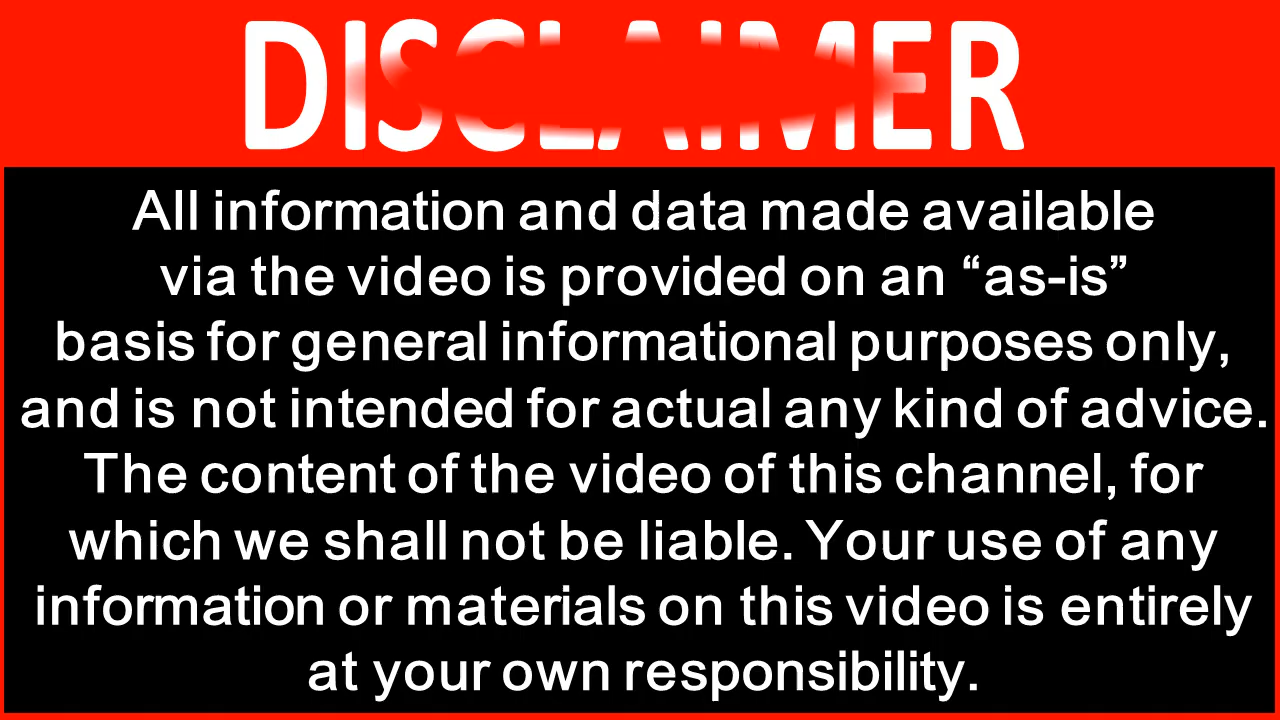 DISCLAIMER
All information and data made available
via the video is provided on an “as-is”
basis for general informational purposes only,
and is not intended for actual any kind of advice.
The content of the video of this channel, for
which we shall not be liable. Your use of any
information or materials on this video is entirely
at your own responsibility.